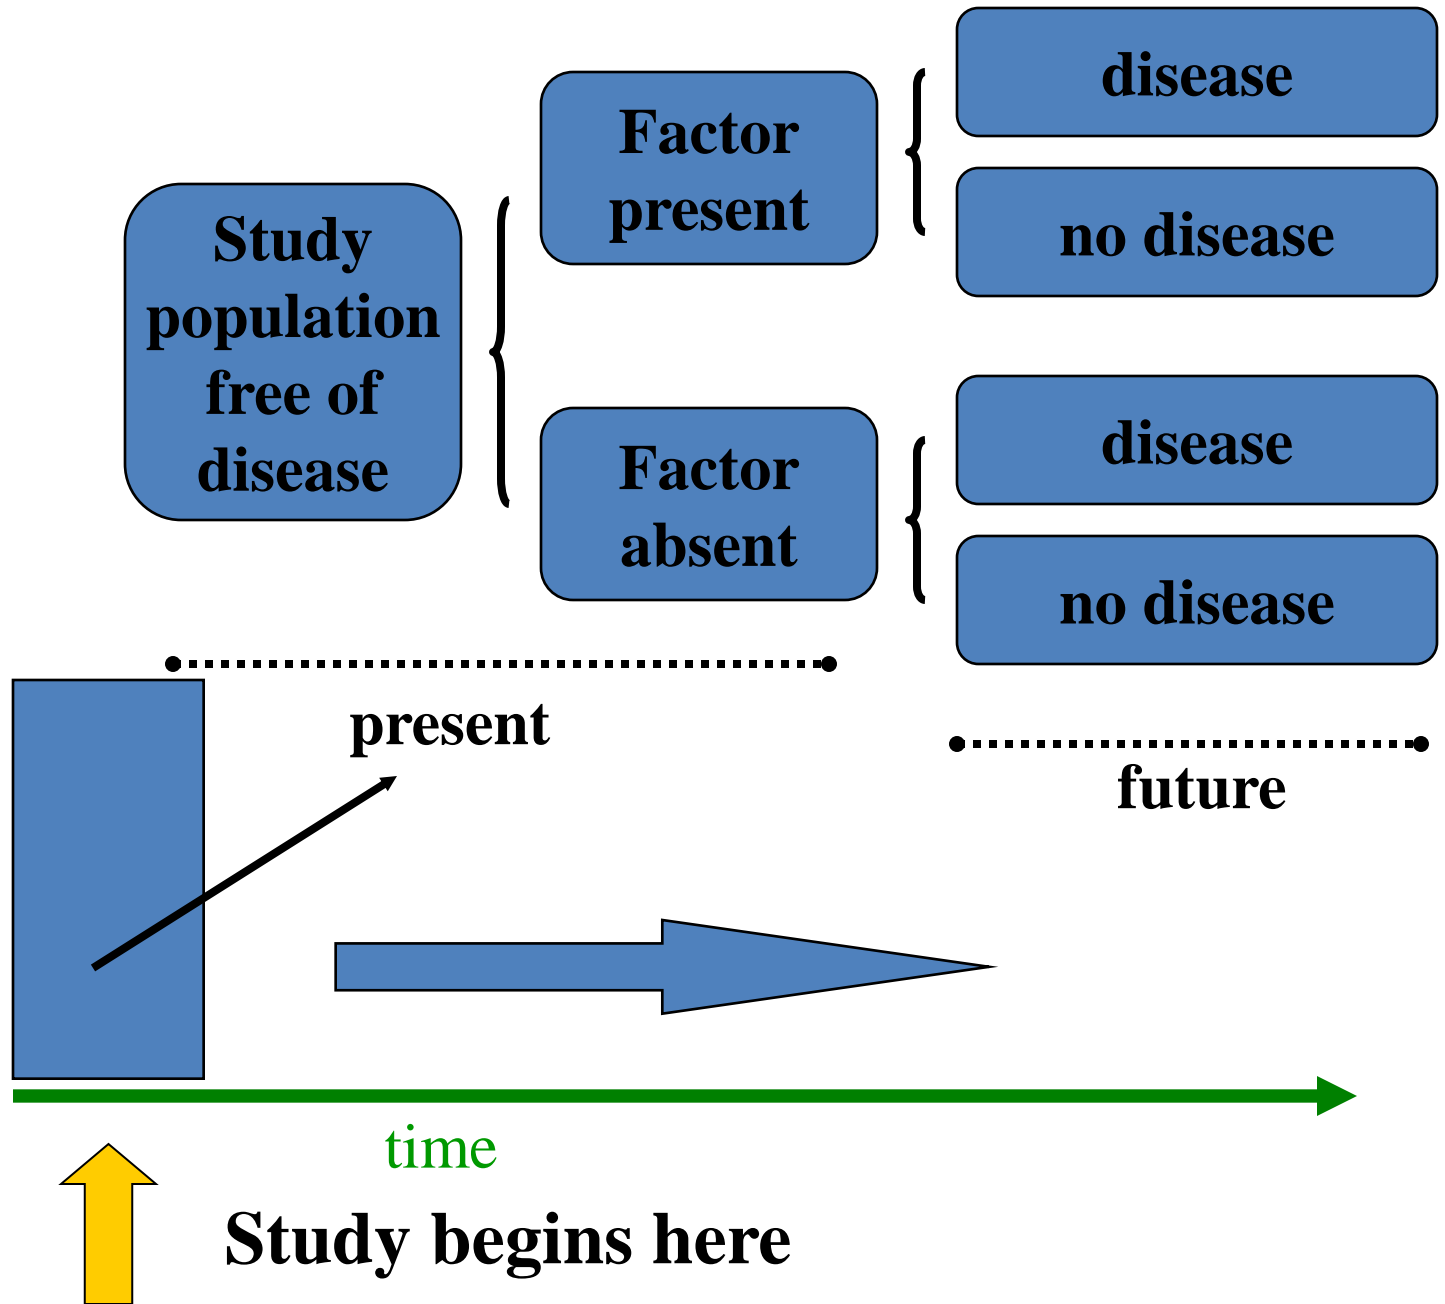 Study
population
free of
disease
Factor
present
Factor
absent
disease
no disease
disease
no disease
present
future
time
Study begins here